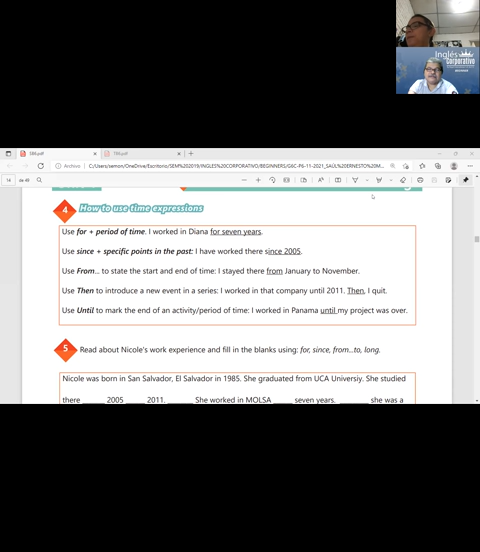 Inglés
Corporativo
SER.pdf
TER.pdf
Archivo
14 de 48
4 How to use time expressions
Use for + period of time. I worked in Diana for seven years.
Use since + specific points in the past: I have worked there since 2005.
Use From... to state the start and end of time: I stayed there from January to November.
Use Then to introduce a new event in a series: I worked in that company until 2011. Then, I quit.
Use Until to mark the end of an activity/period of time: I worked in Panama until my project was over.
5 Read about Nicole's work experience and fill in the blanks using: for, since, from...to, long.
Nicole was born in San Salvador, El Salvador in 1985. She graduated from UCA Universiy. She studied
there ______ 2005 ______ 2011. _______ She worked in MOLSA _____ seven years. ________ she was a